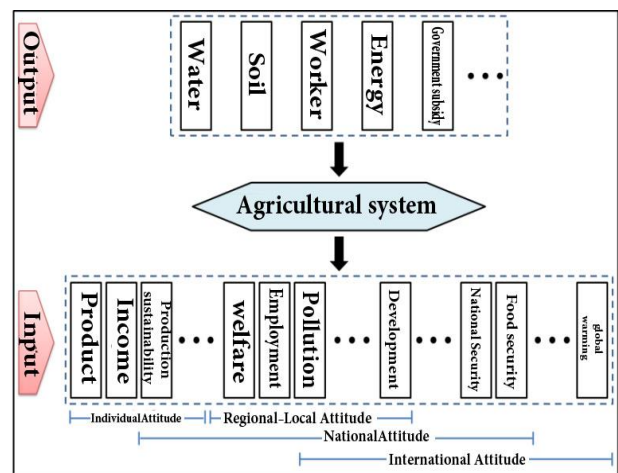 Output
Water
Soil
Worker
Energy
Government subsidy
Agricultural system
Input
Product
Income
Production
sustainability
welfare
Employment
Pollution
Development
National Security
Food security
global
warming
IndividualAttitude
Regional-Local Attitude
NationalAttitude
International Attitude